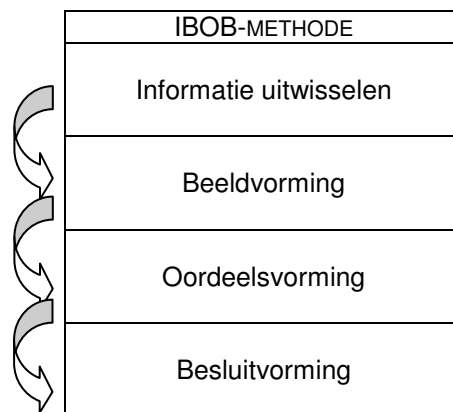 IBOB-METHODE
Informatie uitwisselen
Beeldvorming
Oordeelsvorming
Besluitvorming